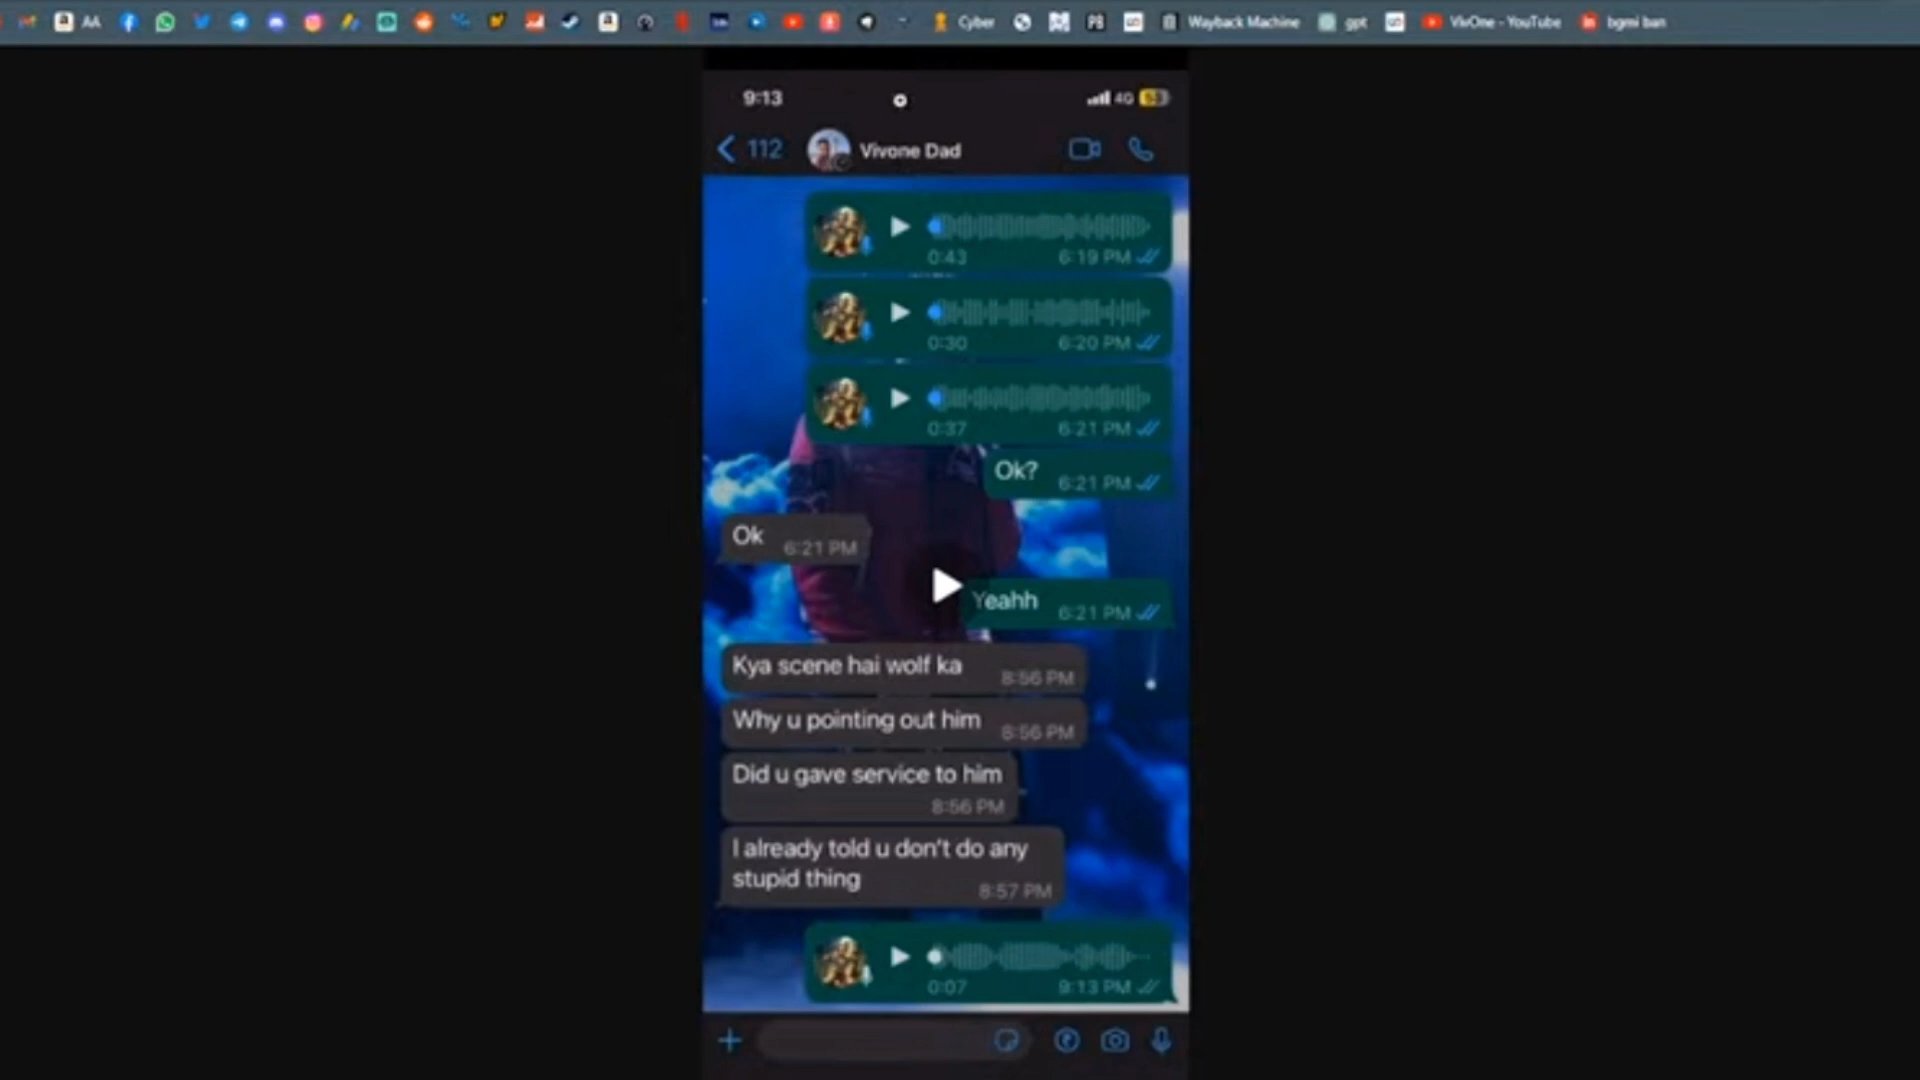 AA
Cyber
PB
Wayback Machine
gpt
VivOne - YouTube
bgmi ban
9:13
4G
112
Vivone Dad
0:43 6:19 PM
0:30 6:20 PM
0:37 6:21 PM
Ok? 6:21 PM
Ok 6:21 PM
Yeahh 6:21 PM
Kya scene hai wolf ka 8:56 PM
Why u pointing out him 8:56 PM
Did u gave service to him
8:56 PM
I already told u don't do any
stupid thing 8:57 PM
0:07 9:13 PM